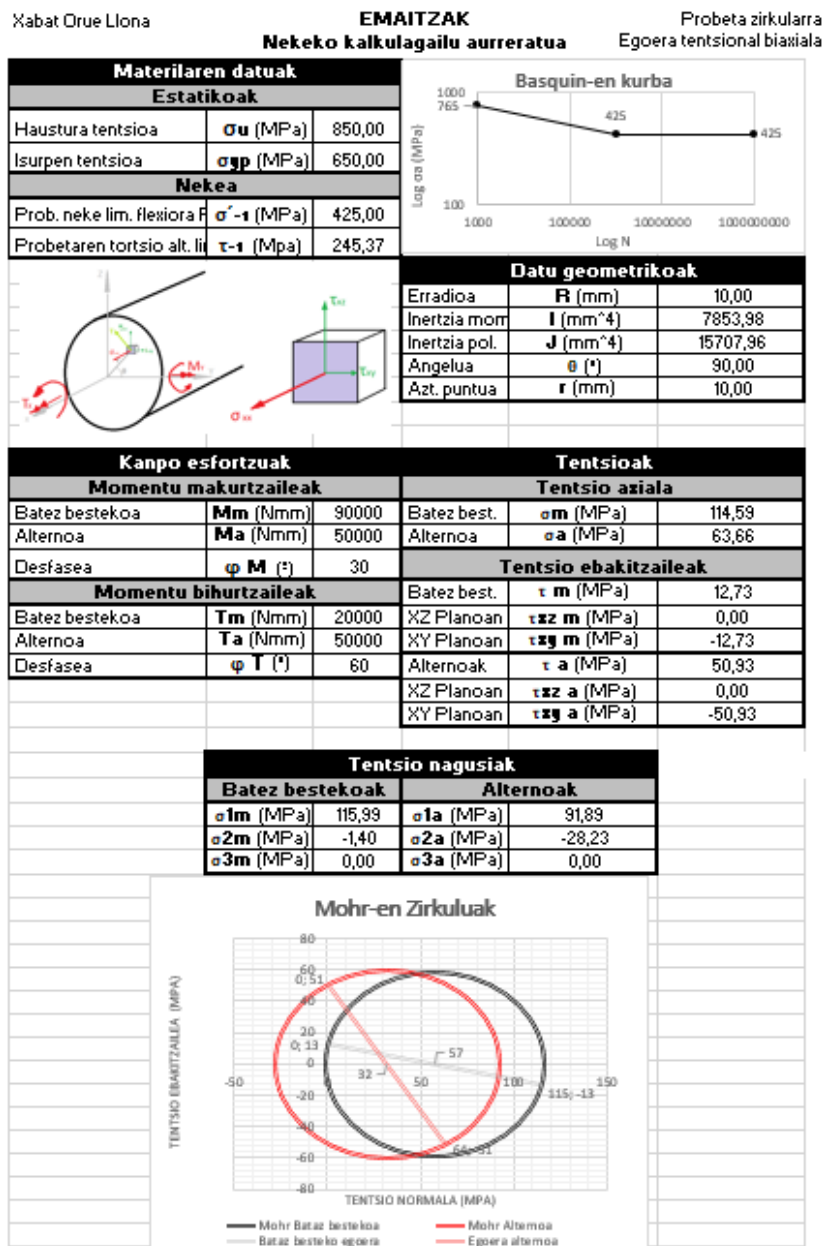 Xabat Orue Llona
EMAITZAK
Nekeko kalkulagailu aurreratua
Probeta zirkularra
Egoera tentsional biaxiala
Materilaren datuak
Estatikoak
Haustura tentsioa σu (MPa) 850,00
Isurpen tentsioa σyp (MPa) 650,00
Nekea
Prob. neke lim. flexiora σ´-1 (MPa) 425,00
Probetaren tortsio alt. τ-1 (Mpa) 245,37
Basquin-en kurba
Log σa (MPa)
1000
765
425
425
100
1000 100000 10000000 1000000000
Log N
τxz
τxy
σxx
Datu geometrikoak
Erradioa R (mm) 10,00
Inertzia mom I (mm^4) 7853,98
Inertzia pol. J (mm^4) 15707,96
Angelua θ (°) 90,00
Azt. puntua r (mm) 10,00
Kanpo esfortzuak
Momentu makurtzaileak
Batez bestekoa Mm (Nmm) 90000
Alternoa Ma (Nmm) 50000
Desfasea φ M (°) 30
Momentu bihurtzaileak
Batez bestekoa Tm (Nmm) 20000
Alternoa Ta (Nmm) 50000
Desfasea φ T (°) 60
Tentsioak
Tentsio axiala
Batez best. σm (MPa) 114,59
Alternoa σa (MPa) 63,66
Tentsio ebakitzaileak
Batez best. τ m (MPa) 12,73
XZ Planoan τxz m (MPa) 0,00
XY Planoan τxy m (MPa) -12,73
Alternoak τ a (MPa) 50,93
XZ Planoan τxz a (MPa) 0,00
XY Planoan τxy a (MPa) -50,93
Tentsio nagusiak
Batez bestekoak Alternoak
σ1m (MPa) 115,99 σ1a (MPa) 91,89
σ2m (MPa) -1,40 σ2a (MPa) -28,23
σ3m (MPa) 0,00 σ3a (MPa) 0,00
Mohr-en Zirkuluak
TENTSIO EBAKITZAILEA (MPA)
80
60
0; 51
40
20
0; 13
57
0
32
-50 0 50 100 150
-20
115; -13
-40
64; -51
-60
-80
TENTSIO NORMALA (MPA)
Mohr Bataz bestekoa Mohr Alternoa
Bataz besteko egoera Egoera alternoa